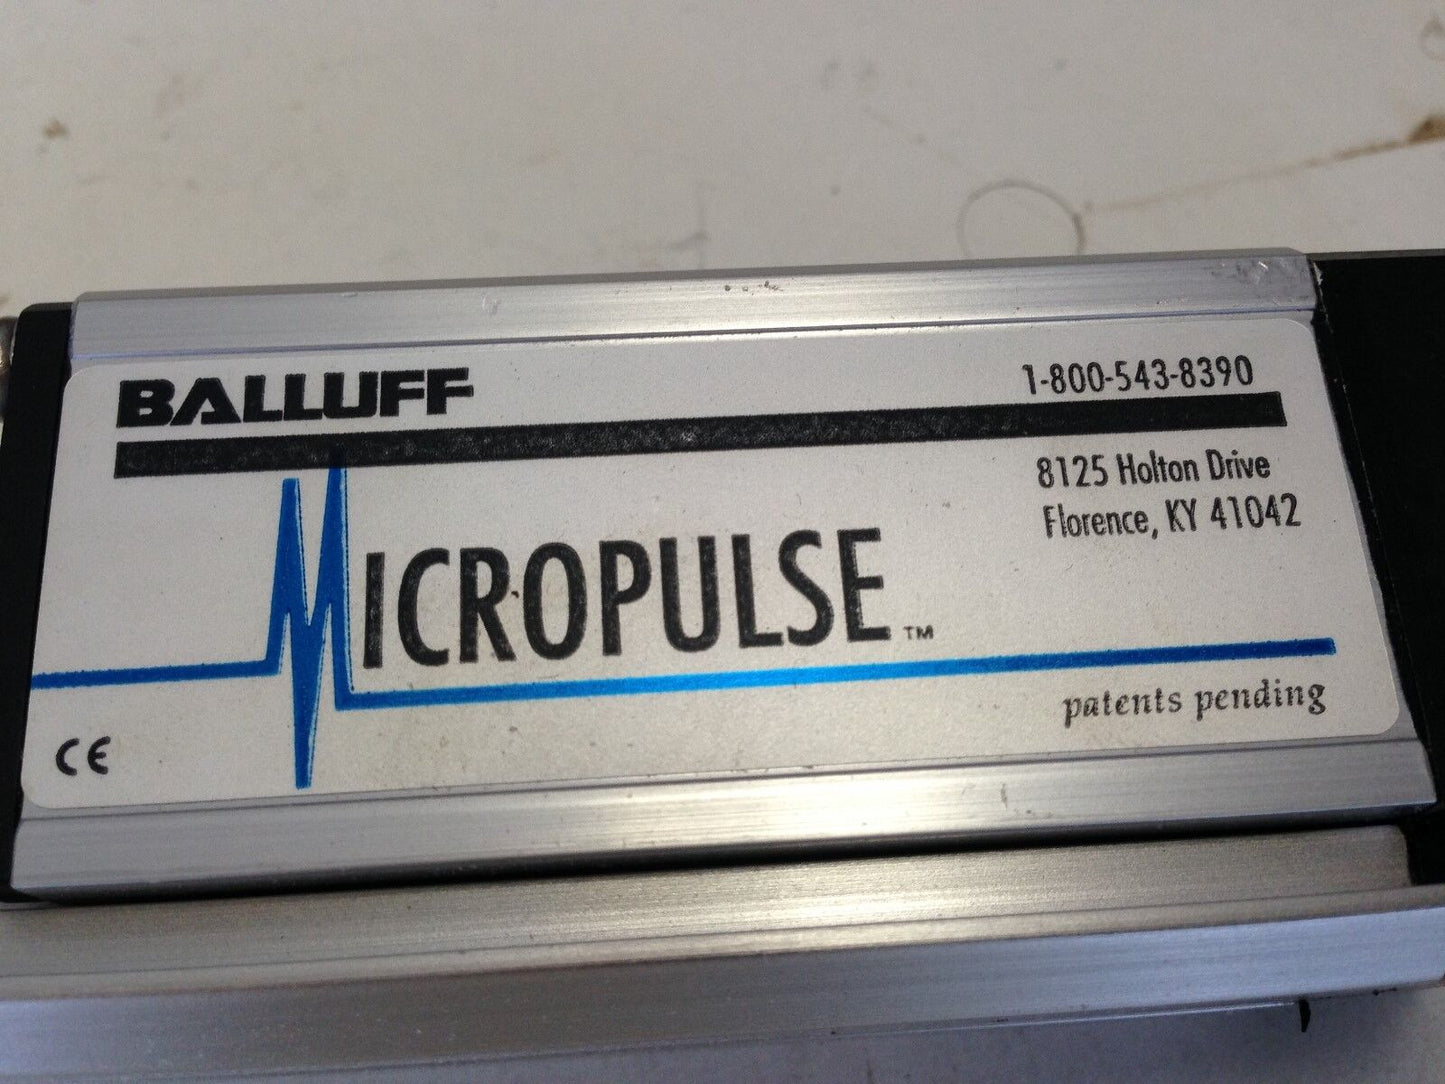 BALLUFF
1-800-543-8390
8125 Holton Drive
Florence, KY 41042
MICROPULSE™
patents pending
CE